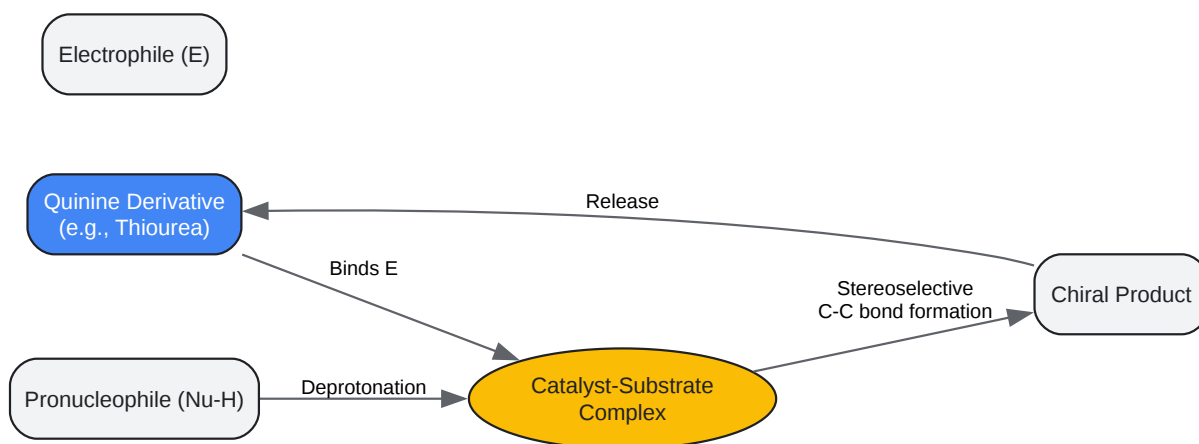 Electrophile (E)
Quinine Derivative
(e.g., Thiourea)
Release
Binds E
Stereoselective
C-C bond formation
Chiral Product
Pronucleophile (Nu-H)
Deprotonation
Catalyst-Substrate
Complex